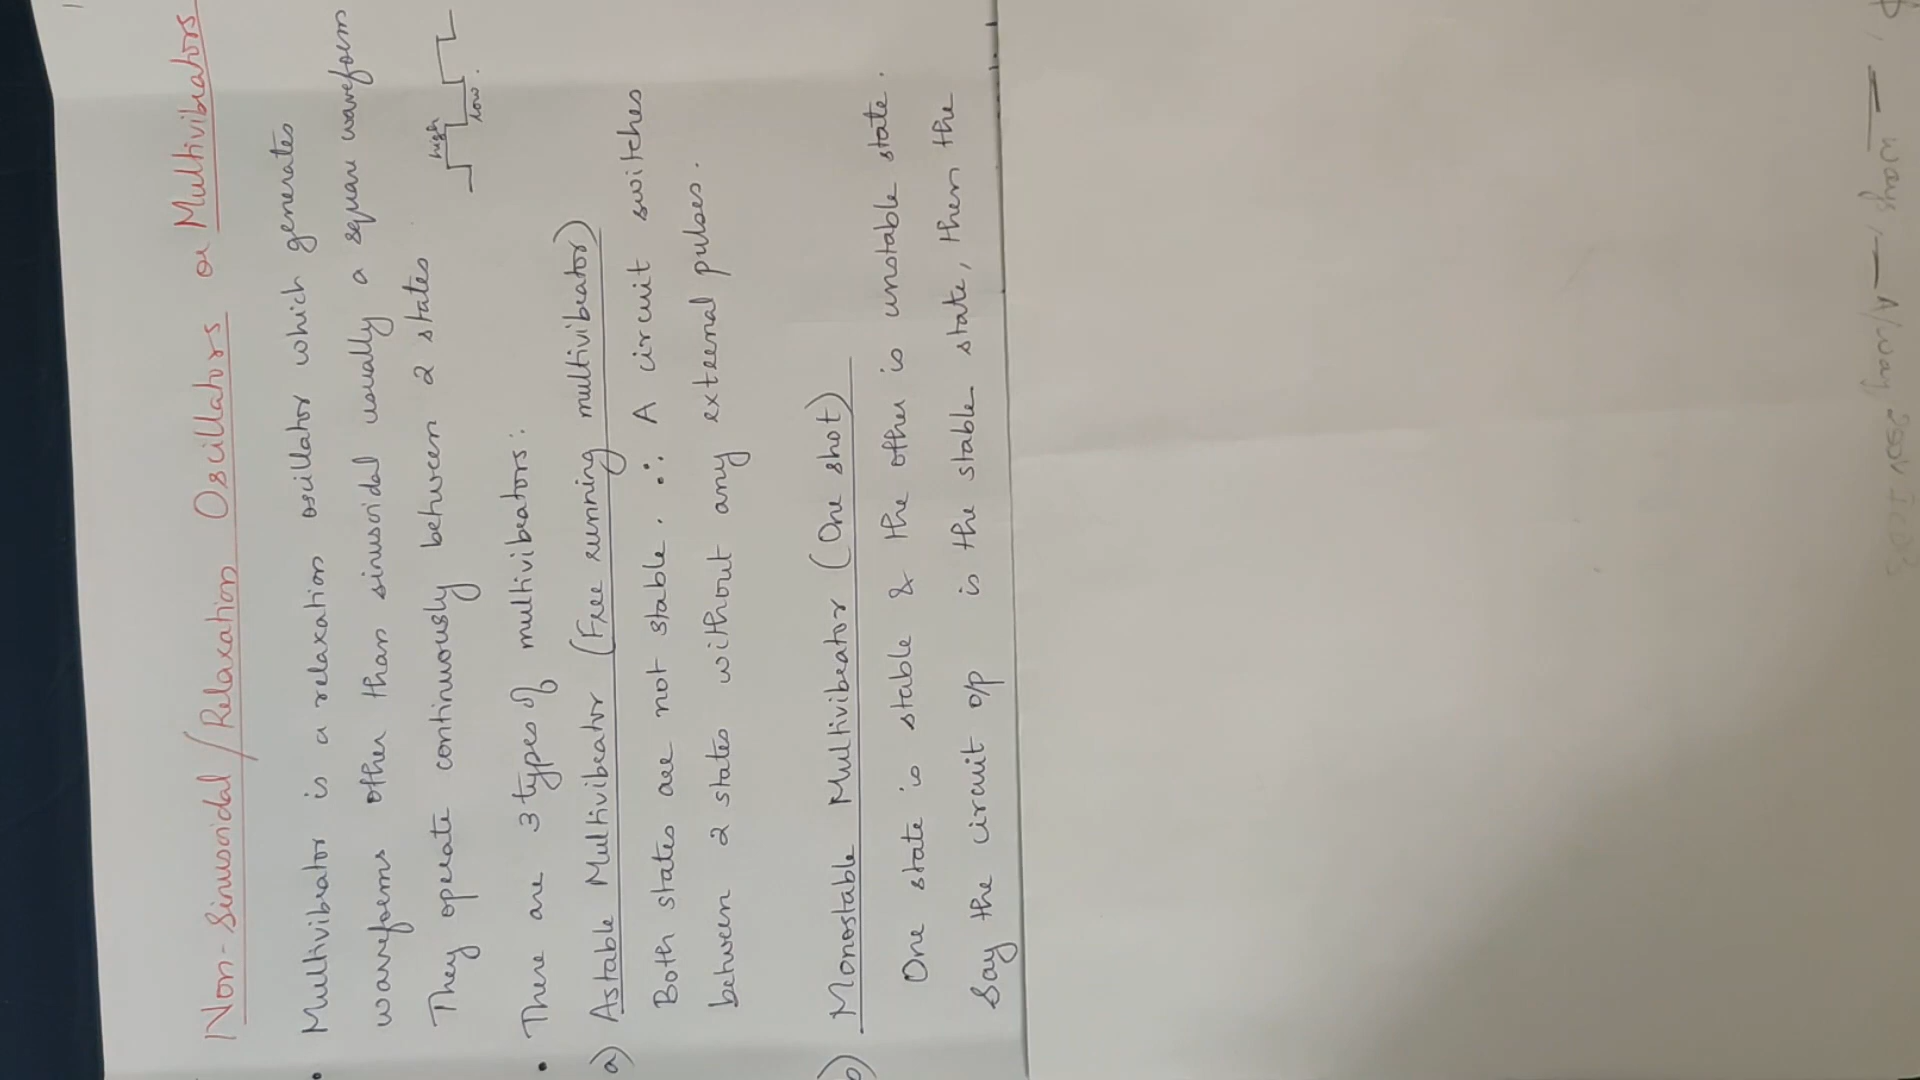 Non-Sinusoidal/Relaxation Oscillators or Multivibrators
• Multivibrator is a relaxation oscillator which generates
waveforms other than sinusoidal usually a square waveform
They operate continuously between 2 states
high
low
• There are 3 types of multivibrators:
a) Astable Multivibrator (Free running multivibrator)
Both states are not stable. ∴ A circuit switches
between 2 states without any external pulses.
b) Monostable Multivibrator (One shot)
One state is stable & the other is unstable state.
Say the circuit o/p is the stable state, then the